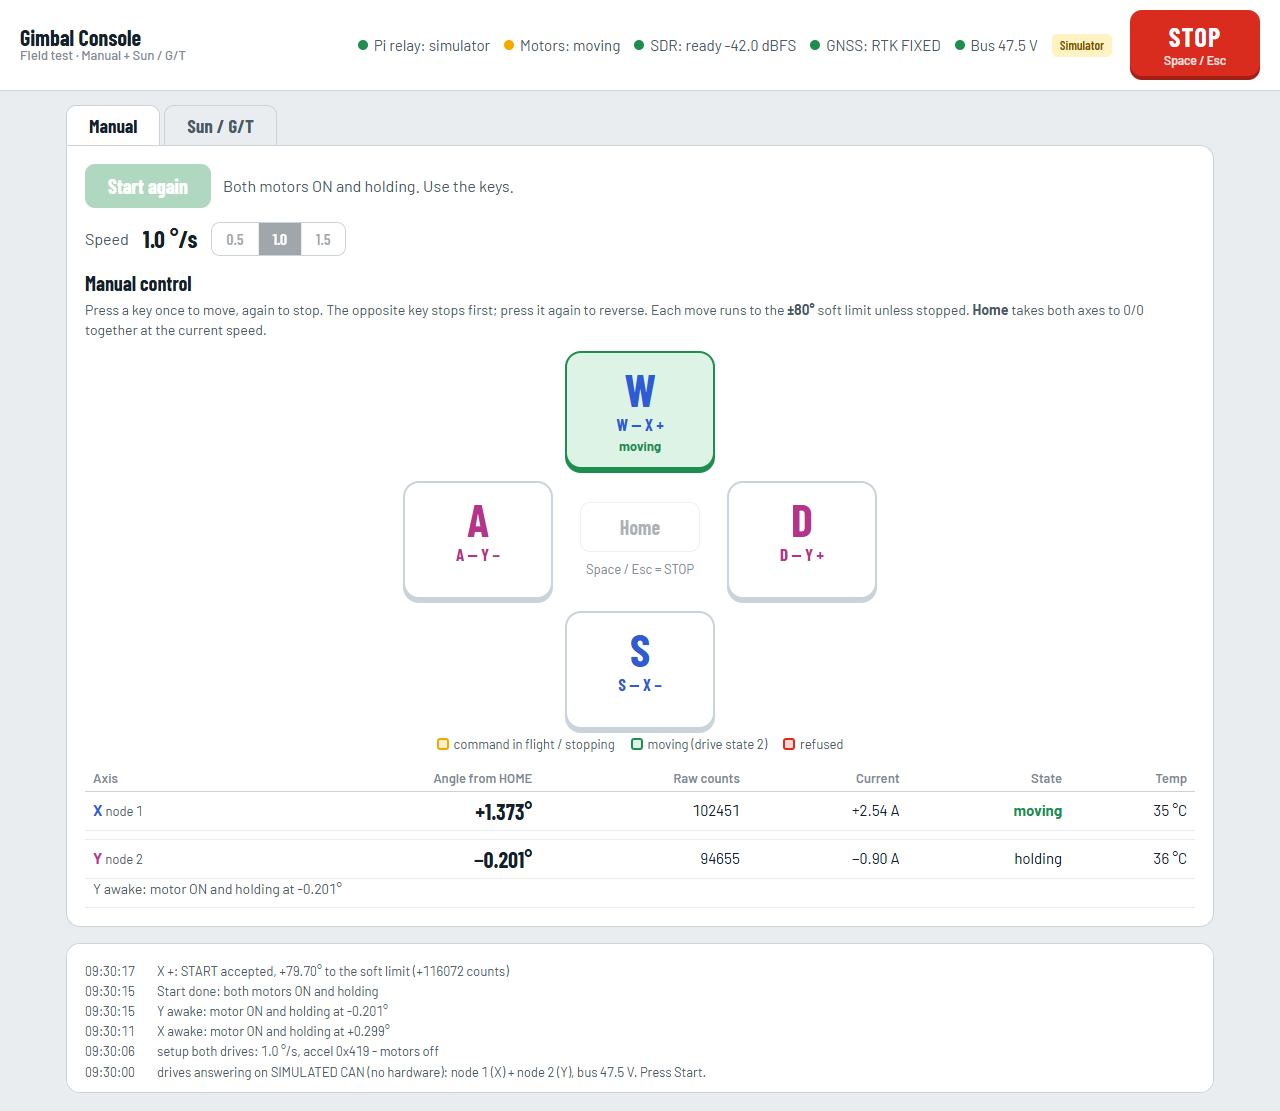 Gimbal Console
Field test · Manual + Sun / G/T
Pi relay: simulator
Motors: moving
SDR: ready -42.0 dBFS
GNSS: RTK FIXED
Bus 47.5 V
Simulator
STOP
Space / Esc
Manual
Sun / G/T
Start again
Both motors ON and holding. Use the keys.
Speed 1.0 °/s 0.5 1.0 1.5
Manual control
Press a key once to move, again to stop. The opposite key stops first; press it again to reverse. Each move runs to the ±80° soft limit unless stopped. Home takes both axes to 0/0
together at the current speed.
W
W — X +
moving
A
A — Y −
Home
Space / Esc = STOP
D
D — Y +
S
S — X −
command in flight / stopping
moving (drive state 2)
refused
Axis Angle from HOME Raw counts Current State Temp
X node 1 +1.373° 102451 +2.54 A moving 35 °C
Y node 2 −0.201° 94655 −0.90 A holding 36 °C
Y awake: motor ON and holding at -0.201°
09:30:17 X +: START accepted, +79.70° to the soft limit (+116072 counts)
09:30:15 Start done: both motors ON and holding
09:30:15 Y awake: motor ON and holding at -0.201°
09:30:11 X awake: motor ON and holding at +0.299°
09:30:06 setup both drives: 1.0 °/s, accel 0x419 - motors off
09:30:00 drives answering on SIMULATED CAN (no hardware): node 1 (X) + node 2 (Y), bus 47.5 V. Press Start.